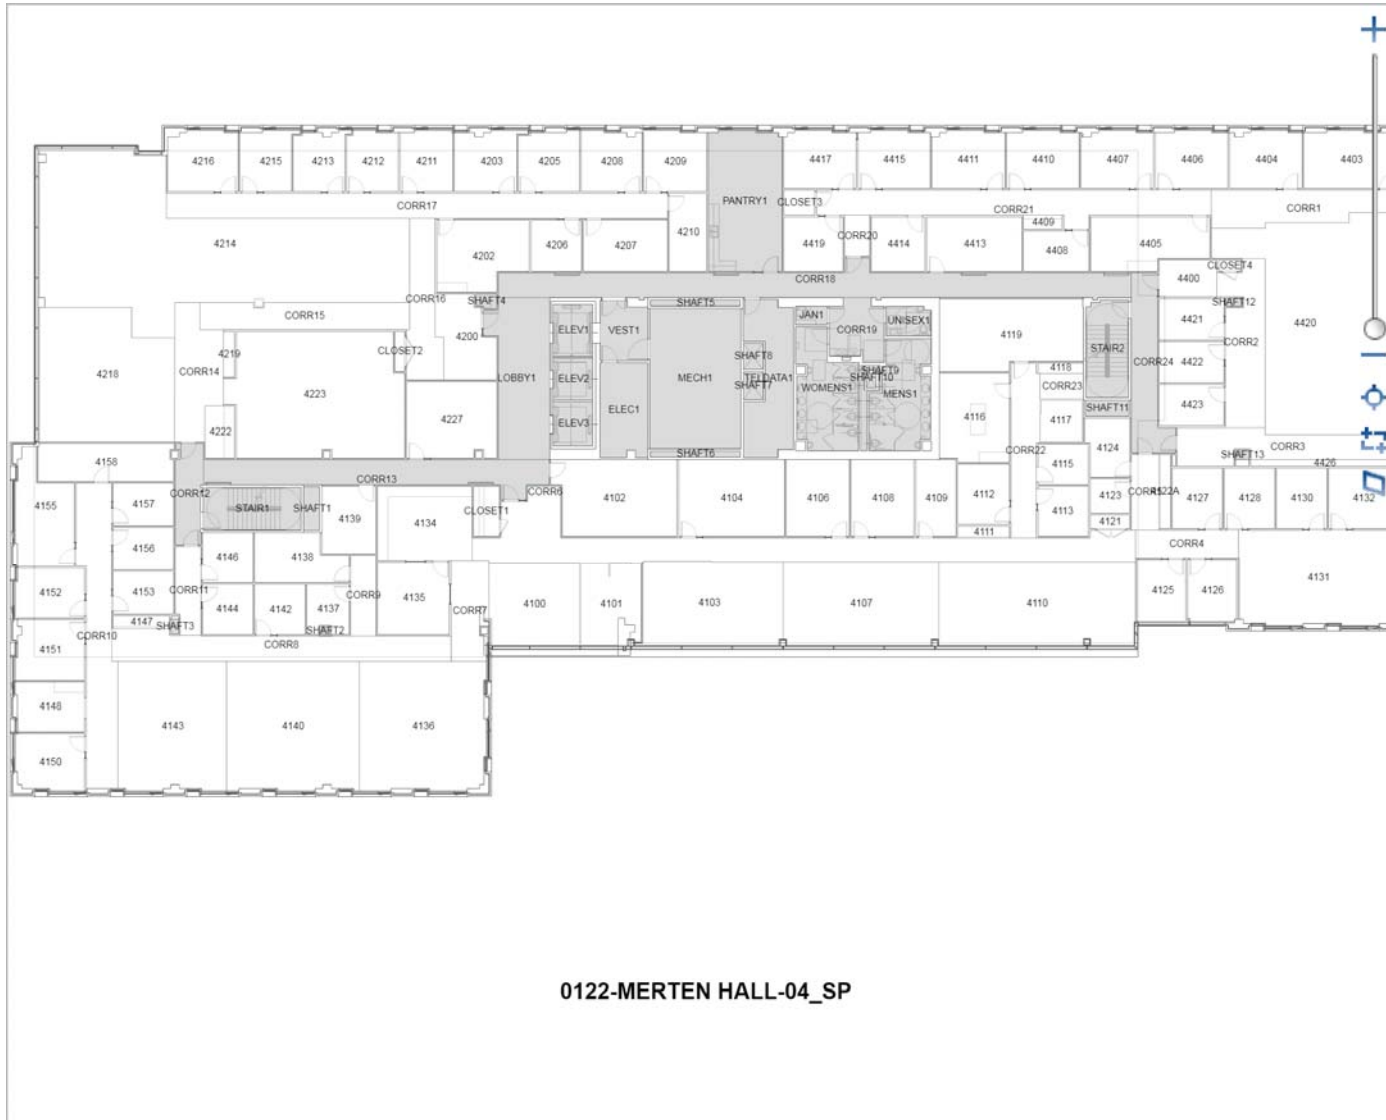 4216 4215 4213 4212 4211 4203 4205 4208 4209 4417 4415 4411 4410 4407 4406 4404 4403
CORR17 PANTRY1 CLOSET3 CORR21 CORR1
4409
4214 4202 4206 4207 4210 4419 CORR20 4414 4413 4408 4405
CORR18 4400 CLOSET4
CORR16 SHAFT4 SHAFT5 SHAFT12
CORR15 JAN1 UNISEX1
ELEV1 VEST1 CORR19 4119 4421 4420
4219 CLOSET2 4200 SHAFT8 STAIR2 CORR2
4218 CORR14 LOBBY1 ELEV2 MECH1 SHAFT7 TELDATA1 SHAFT9 SHAFT10 4118 CORR24 4422
4223 WOMENS1 MENS1 CORR23
SHAFT11
4222 4227 ELEV3 ELEC1 4116 4117 4423
4124 CORR3
4158 SHAFT6 CORR22 SHAFT13 4426
CORR12 CORR13 CORR6 4115
4155 4157 CORR5 4122A
4102 4104 4106 4108 4109 4112 4123 4127 4128 4130 4132
STAIR1 SHAFT1 4139 4134 CLOSET1 4113 4121
4111
4156 4146 4138 CORR4
4152 4153 CORR11 CORR9 4125 4126 4131
4144 4142 4137 4135 4100 4101 4103 4107 4110
4147 SHAFT3 SHAFT2 CORR7
4151 CORR10 CORR8
4148 4143 4140 4136
4150
0122-MERTEN HALL-04_SP